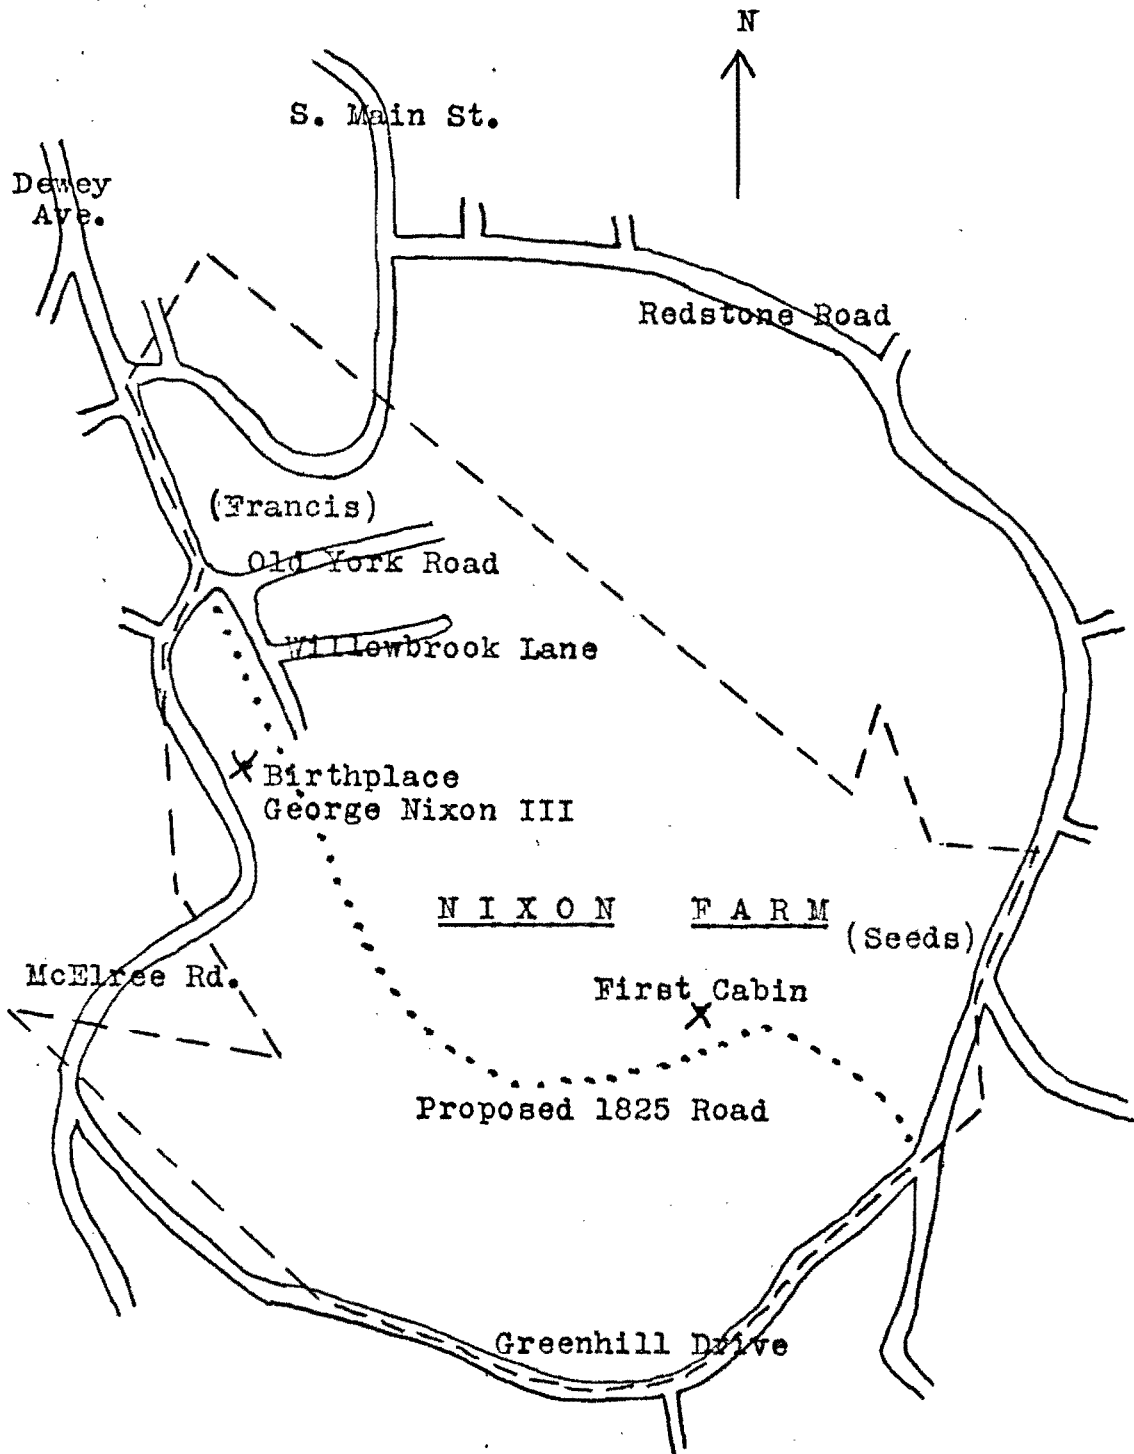 N
S. Main St.
Dewey
Ave.
Redstone Road
(Francis)
Old York Road
Willowbrook Lane
Birthplace
George Nixon III
NIXON FARM
(Seeds)
McElree Rd.
First Cabin
Proposed 1825 Road
Greenhill Drive